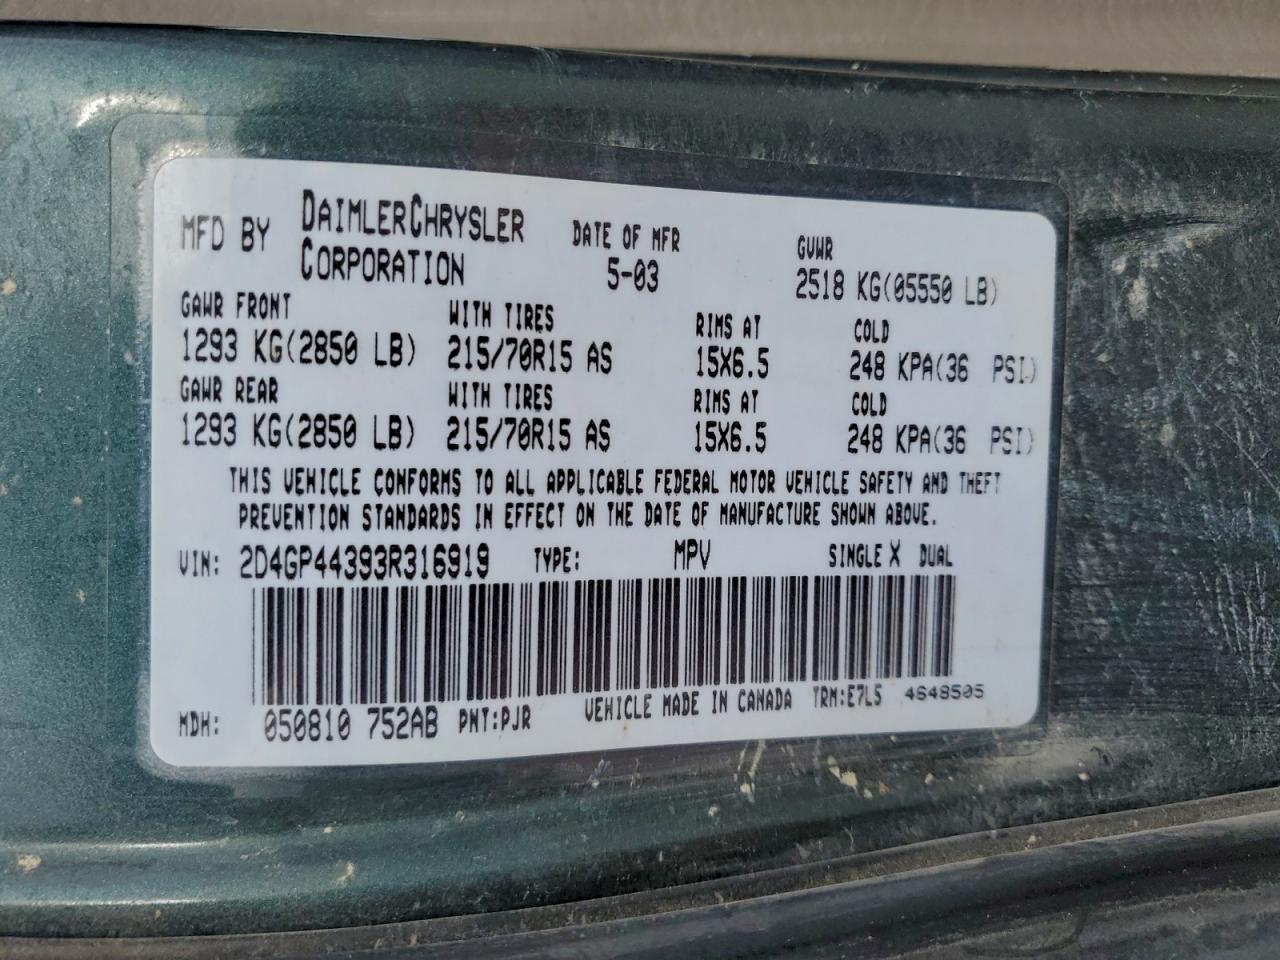 MFD BY DAIMLERCHRYSLER CORPORATION DATE OF MFR 5-03 GVWR 2518 KG(05550 LB)
GAWR FRONT WITH TIRES RIMS AT COLD
1293 KG(2850 LB) 215/70R15 AS 15X6.5 248 KPA(36 PSI)
GAWR REAR WITH TIRES RIMS AT COLD
1293 KG(2850 LB) 215/70R15 AS 15X6.5 248 KPA(36 PSI)
THIS VEHICLE CONFORMS TO ALL APPLICABLE FEDERAL MOTOR VEHICLE SAFETY AND THEFT
PREVENTION STANDARDS IN EFFECT ON THE DATE OF MANUFACTURE SHOWN ABOVE.
VIN: 2D4GP44393R316919 TYPE: MPV SINGLE X DUAL
MDH: 050810 752AB PNT:PJR VEHICLE MADE IN CANADA TRM:E7L5 4648505